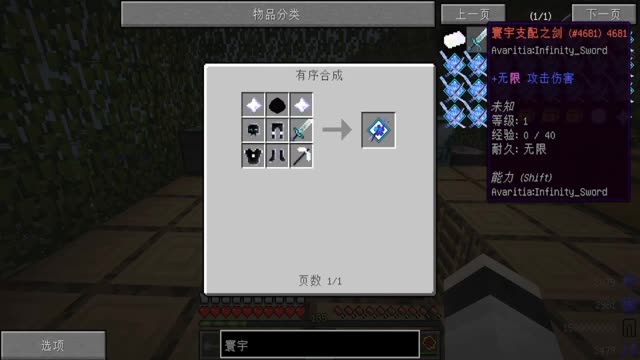 物品分类
上一页
(1/1)
下一页
寰宇支配之剑 (#4681) 4681
Avaritia:Infinity_Sword
+无限 攻击伤害
未知
等级: 1
经验: 0 / 40
耐久: 无限
能力 (Shift)
Avaritia:Infinity_Sword
有序合成
页数 1/1
选项
寰宇